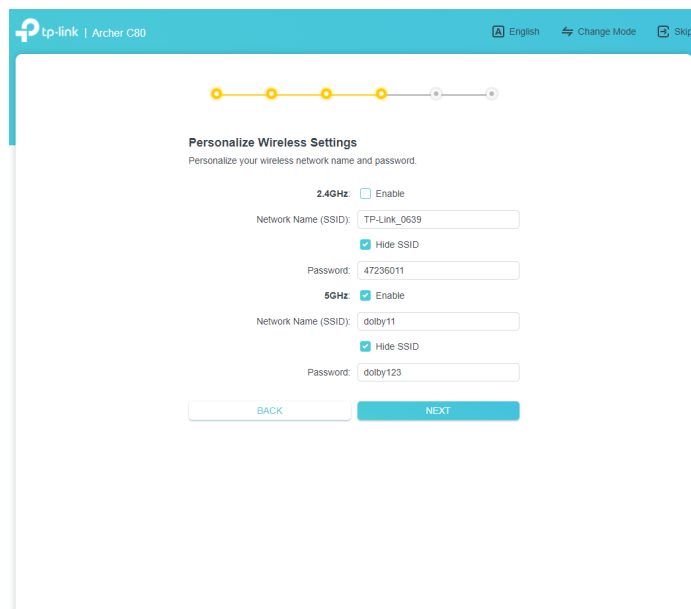 tp-link | Archer C80
A English Change Mode Skip
Personalize Wireless Settings
Personalize your wireless network name and password.
2.4GHz: Enable
Network Name (SSID): TP-Link_0639
Hide SSID
Password: 47236011
5GHz: Enable
Network Name (SSID): dolby11
Hide SSID
Password: dolby123
BACK NEXT